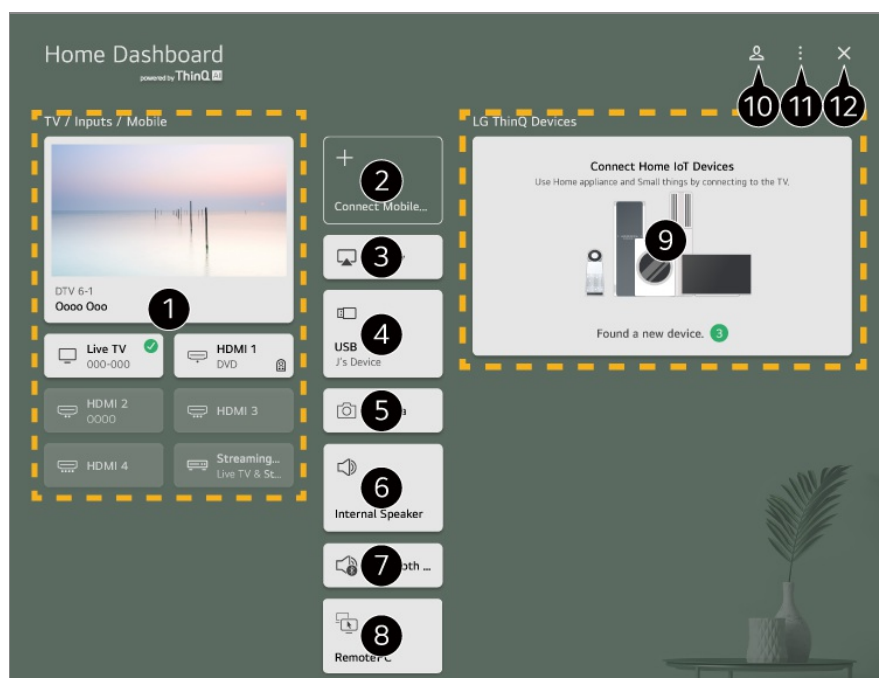 Home Dashboard
powered by ThinQ AI
10 11 12
TV / Inputs / Mobile
DTV 6-1
Oooo Ooo
1
Live TV
000-000
HDMI 1
DVD
HDMI 2
0000
HDMI 3
HDMI 4
Streaming...
Live TV & St...
2
Connect Mobile...
3
4
USB
J's Device
5
6
Internal Speaker
7
8
LG ThinQ Devices
Connect Home IoT Devices
Use Home appliance and Small things by connecting to the TV.
9
Found a new device. 3